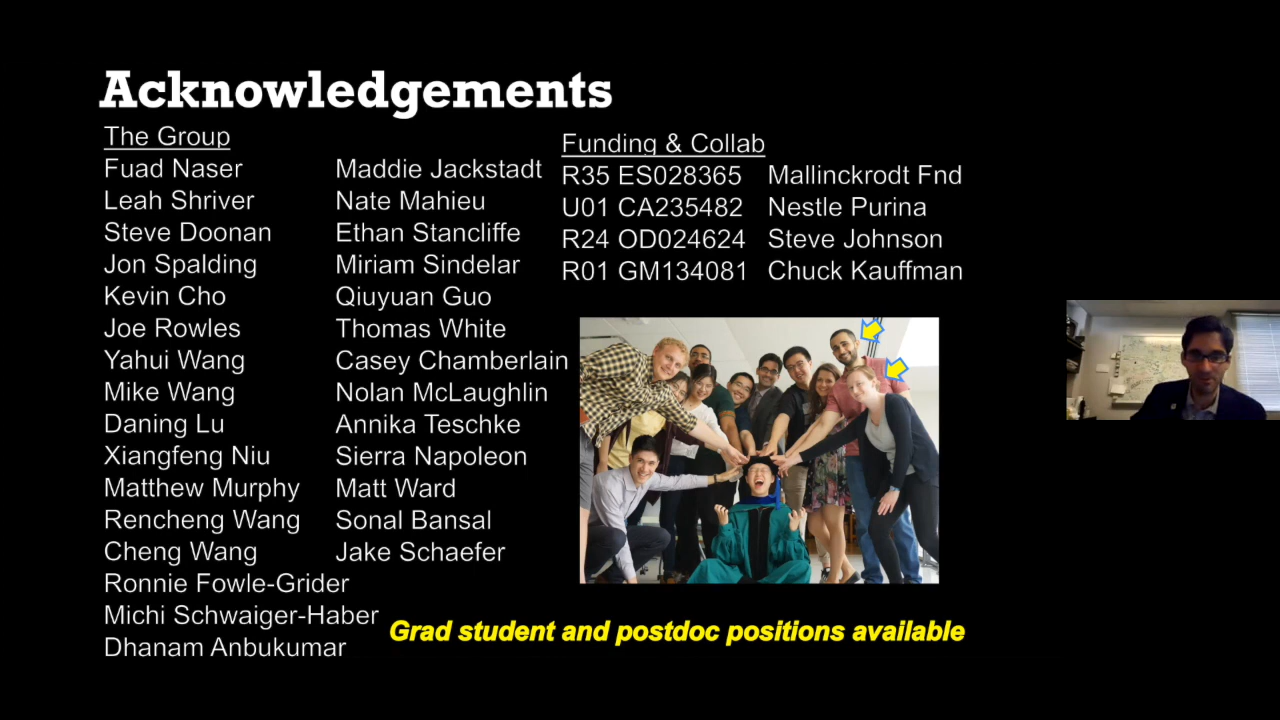 Acknowledgements
The Group
Fuad Naser
Leah Shriver
Steve Doonan
Jon Spalding
Kevin Cho
Joe Rowles
Yahui Wang
Mike Wang
Daning Lu
Xiangfeng Niu
Matthew Murphy
Rencheng Wang
Cheng Wang
Ronnie Fowle-Grider
Michi Schwaiger-Haber
Dhanam Anbukumar
Maddie Jackstadt
Nate Mahieu
Ethan Stancliffe
Miriam Sindelar
Qiuyuan Guo
Thomas White
Casey Chamberlain
Nolan McLaughlin
Annika Teschke
Sierra Napoleon
Matt Ward
Sonal Bansal
Jake Schaefer
Funding & Collab
R35 ES028365
U01 CA235482
R24 OD024624
R01 GM134081
Mallinckrodt Fnd
Nestle Purina
Steve Johnson
Chuck Kauffman
Grad student and postdoc positions available